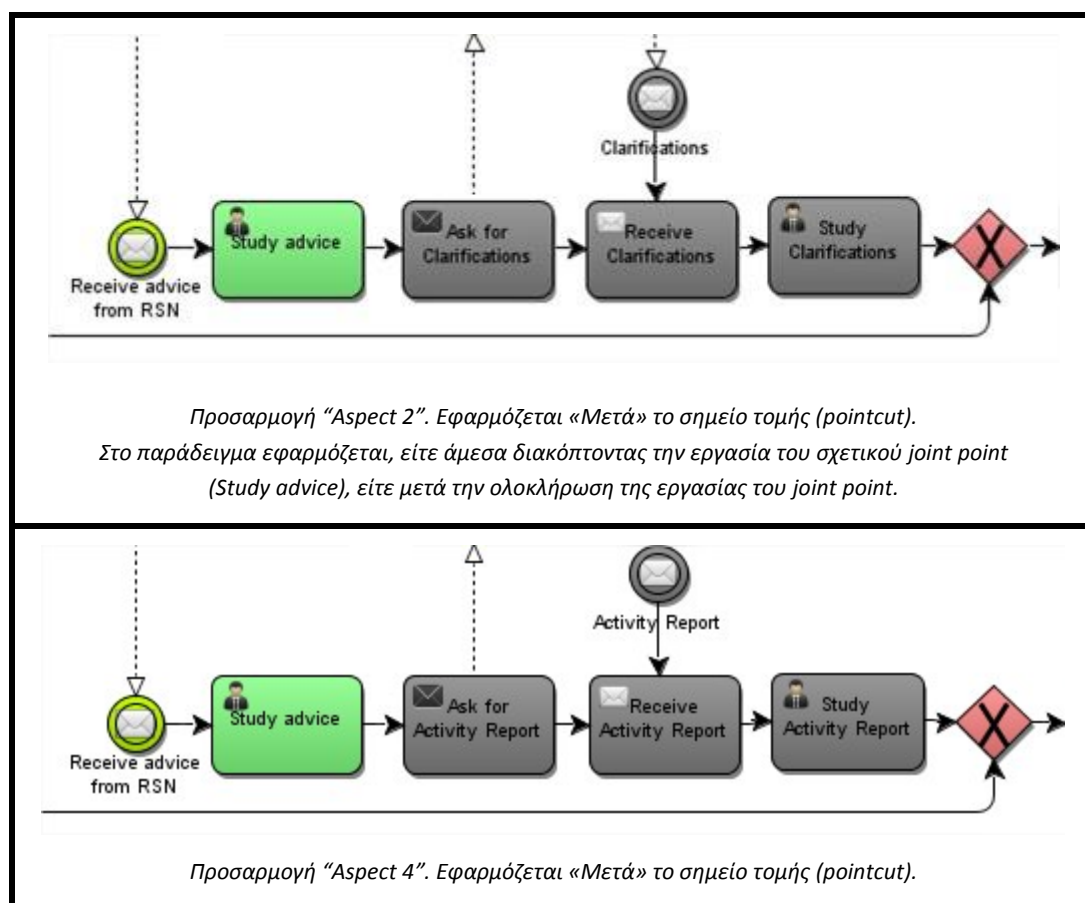 Clarifications
Study advice
Ask for
Clarifications
Receive
Clarifications
Study
Clarifications
X
Receive advice
from RSN
Προσαρμογή “Aspect 2”. Εφαρμόζεται «Μετά» το σημείο τομής (pointcut).
Στο παράδειγμα εφαρμόζεται, είτε άμεσα διακόπτοντας την εργασία του σχετικού joint point
(Study advice), είτε μετά την ολοκλήρωση της εργασίας του joint point.
Activity Report
Study advice
Ask for
Activity Report
Receive
Activity Report
Study
Activity Report
X
Receive advice
from RSN
Προσαρμογή “Aspect 4”. Εφαρμόζεται «Μετά» το σημείο τομής (pointcut).